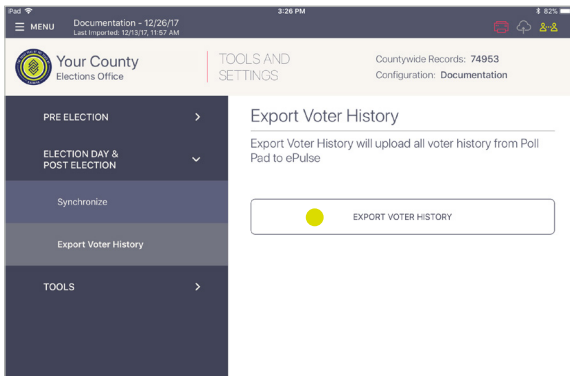 iPad 3:26 PM 82%
MENU Documentation - 12/26/17
Last Imported: 12/13/17, 11:57 AM
Your County
Elections Office
TOOLS AND
SETTINGS
Countywide Records: 74953
Configuration: Documentation
PRE ELECTION
ELECTION DAY &
POST ELECTION
Synchronize
Export Voter History
TOOLS
Export Voter History
Export Voter History will upload all voter history from Poll
Pad to ePulse
EXPORT VOTER HISTORY